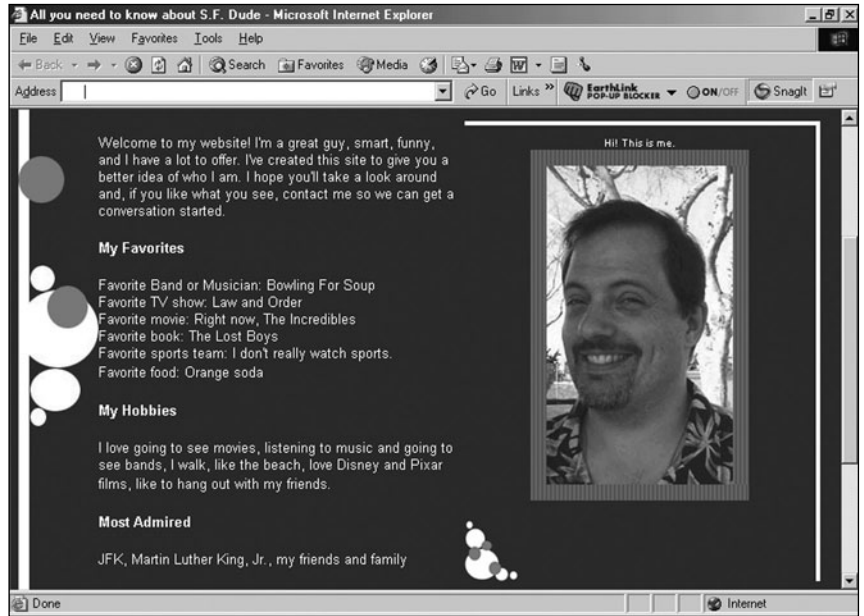 All you need to know about S.F. Dude - Microsoft Internet Explorer
File Edit View Favorites Tools Help
Back Search Favorites Media W
Address Go Links » EarthLink POP-UP BLOCKER ON/OFF SnagIt
Welcome to my website! I'm a great guy, smart, funny,
and I have a lot to offer. I've created this site to give you a
better idea of who I am. I hope you'll take a look around
and, if you like what you see, contact me so we can get a
conversation started.
Hi! This is me.
My Favorites
Favorite Band or Musician: Bowling For Soup
Favorite TV show: Law and Order
Favorite movie: Right now, The Incredibles
Favorite book: The Lost Boys
Favorite sports team: I don't really watch sports.
Favorite food: Orange soda
My Hobbies
I love going to see movies, listening to music and going to
see bands, I walk, like the beach, love Disney and Pixar
films, like to hang out with my friends.
Most Admired
JFK, Martin Luther King, Jr., my friends and family
Done Internet